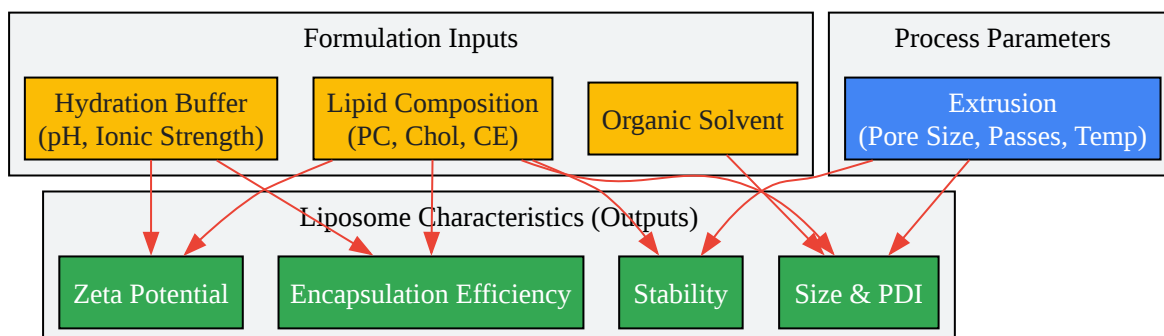 Formulation Inputs
Process Parameters
Hydration Buffer
(pH, Ionic Strength)
Lipid Composition
(PC, Chol, CE)
Organic Solvent
Extrusion
(Pore Size, Passes, Temp)
Liposome Characteristics (Outputs)
Zeta Potential
Encapsulation Efficiency
Stability
Size & PDI